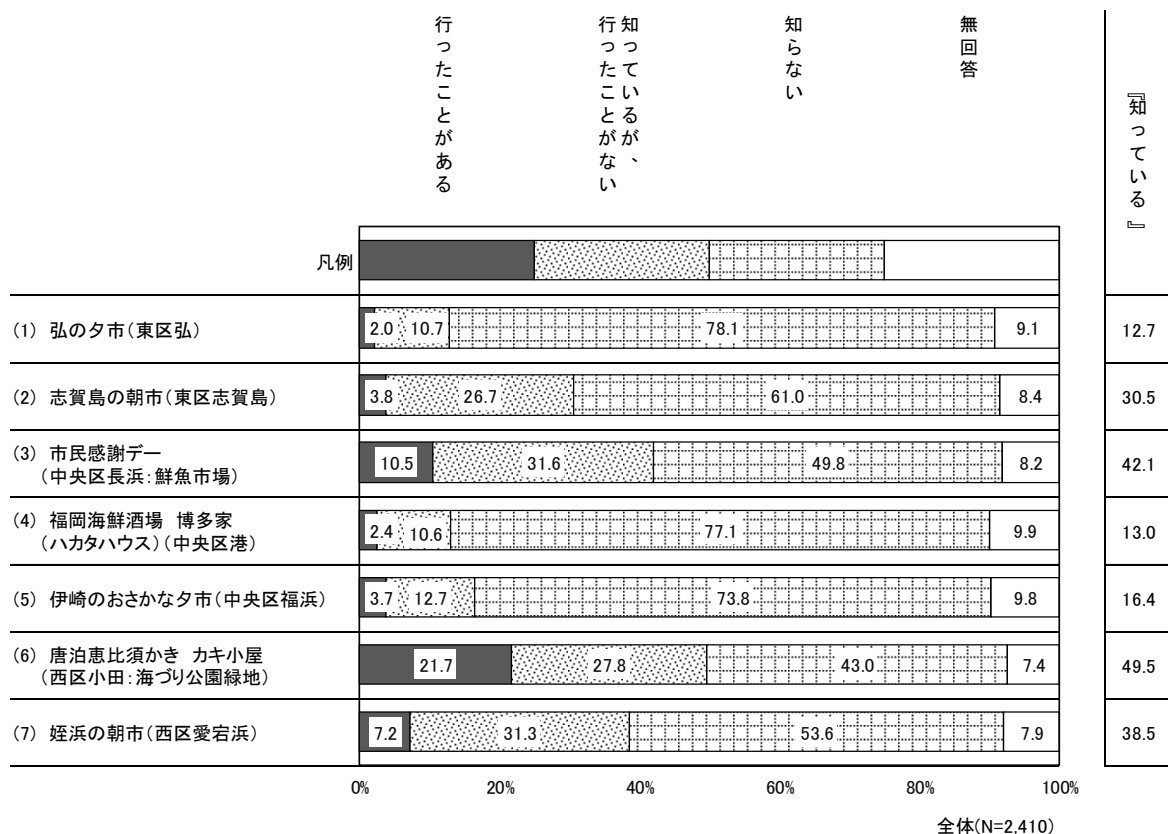 行ったことがある
知っているが、
行ったことがない
知らない
無回答
『知っている』
凡例
(1) 弘の夕市(東区弘)
2.0 10.7 78.1 9.1 12.7
(2) 志賀島の朝市(東区志賀島)
3.8 26.7 61.0 8.4 30.5
(3) 市民感謝デー
(中央区長浜:鮮魚市場)
10.5 31.6 49.8 8.2 42.1
(4) 福岡海鮮酒場 博多家
(ハカタハウス)(中央区港)
2.4 10.6 77.1 9.9 13.0
(5) 伊崎のおさかな夕市(中央区福浜)
3.7 12.7 73.8 9.8 16.4
(6) 唐泊恵比須かき カキ小屋
(西区小田:海づり公園緑地)
21.7 27.8 43.0 7.4 49.5
(7) 姪浜の朝市(西区愛宕浜)
7.2 31.3 53.6 7.9 38.5
0% 20% 40% 60% 80% 100%
全体(N=2,410)